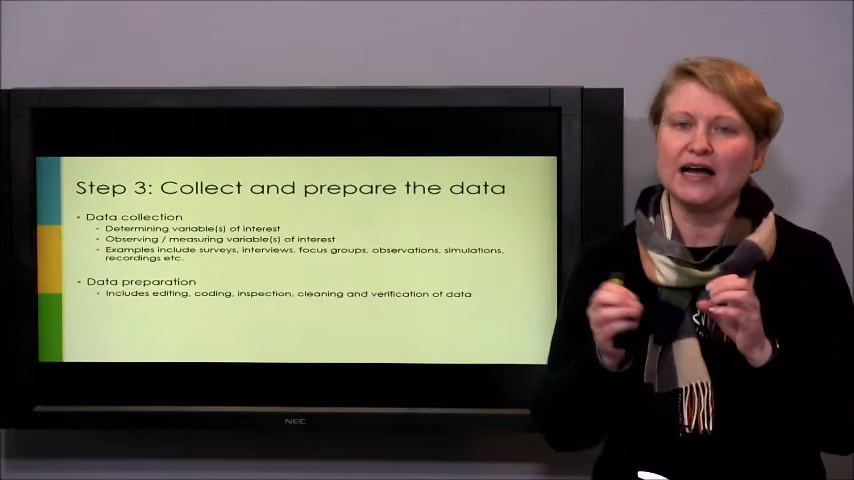 Step 3: Collect and prepare the data
Data collection
- Determining variable(s) of interest
- Observing / measuring variable(s) of interest
- Examples include surveys, interviews, focus groups, observations, simulations,
recordings etc.
Data preparation
- Includes editing, coding, inspection, cleaning and verification of data
NEC